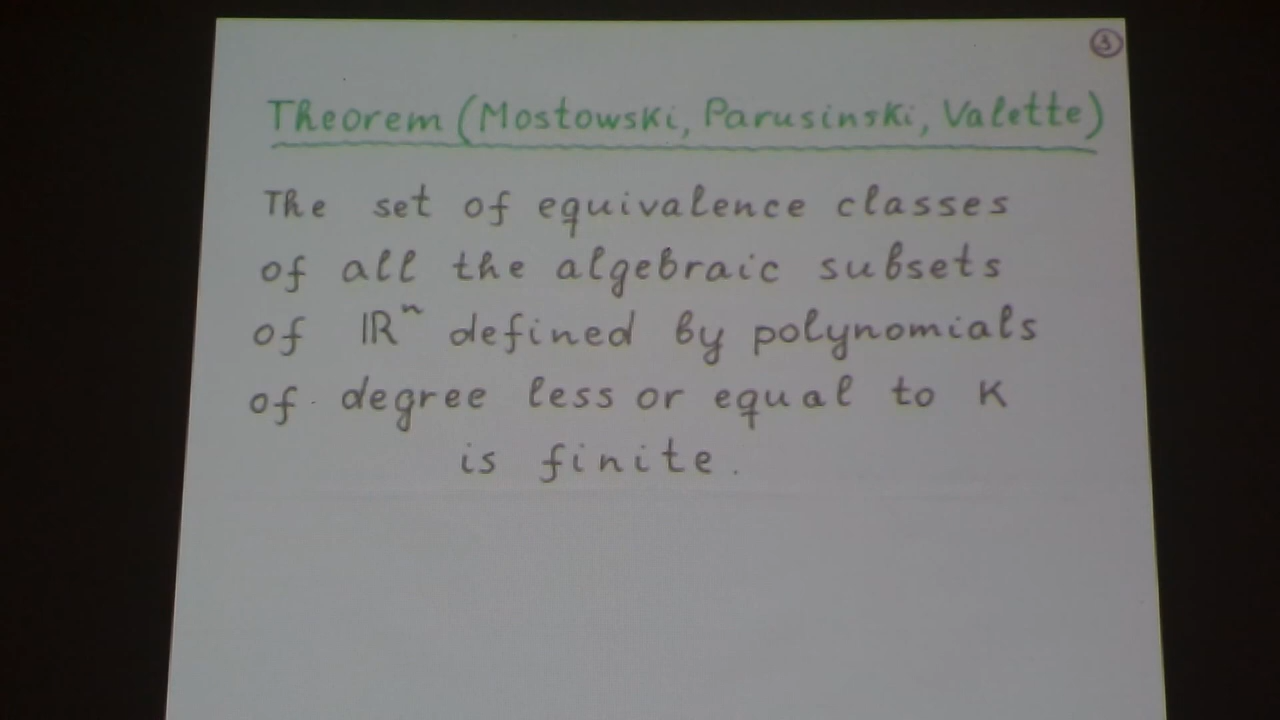 ③
Theorem (Mostowski, Parusinski, Valette)
The set of equivalence classes
of all the algebraic subsets
of ℝⁿ defined by polynomials
of degree less or equal to K
is finite.